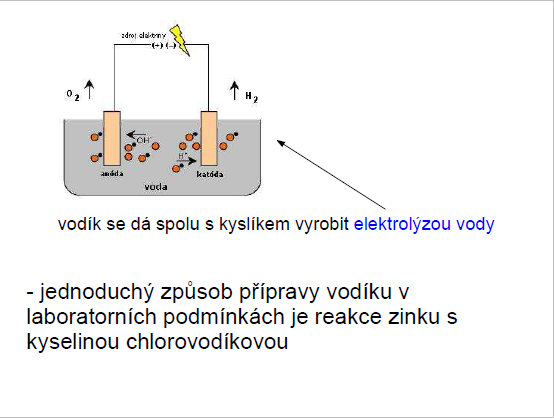 zdroj elektriny
(+) (−)
O2
H2
OH-
H+
anóda
katóda
voda
vodík se dá spolu s kyslíkem vyrobit elektrolýzou vody
- jednoduchý způsob přípravy vodíku v
laboratorních podmínkách je reakce zinku s
kyselinou chlorovodíkovou